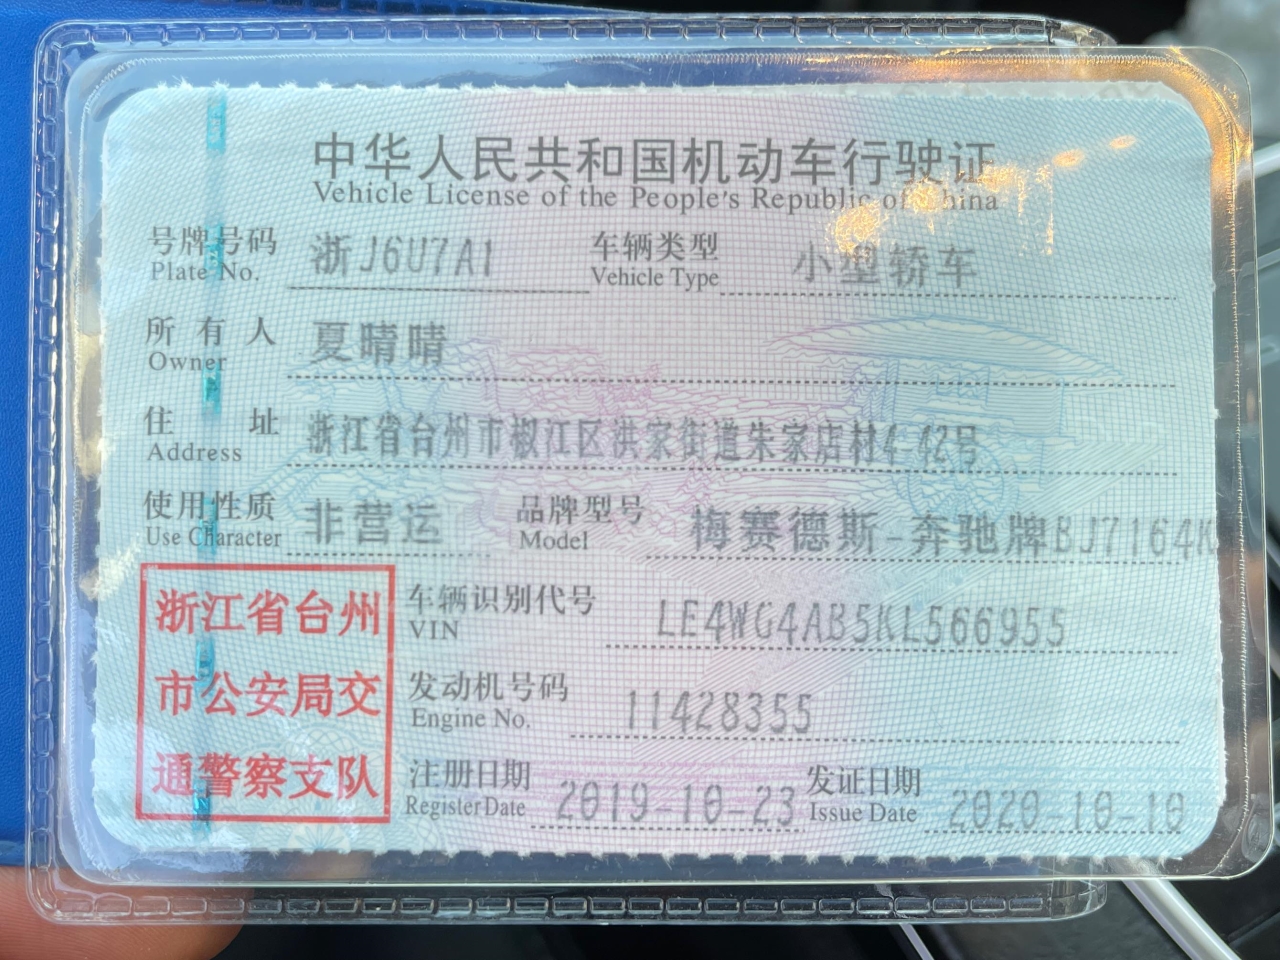 中华人民共和国机动车行驶证
Vehicle License of the People's Republic of China
号牌号码 浙J6U7A1 车辆类型 小型轿车
Plate No. Vehicle Type
所有人 夏晴晴
Owner
住址 浙江省台州市椒江区洪家街道朱家店村4-42号
Address
使用性质 非营运 品牌型号 梅赛德斯-奔驰牌BJ7164K
Use Character Model
浙江省台州
市公安局交
通警察支队
车辆识别代号 LE4WG4AB5KL566955
VIN
发动机号码 11428355
Engine No.
注册日期 2019-10-23 发证日期 2020-10-10
Register Date Issue Date